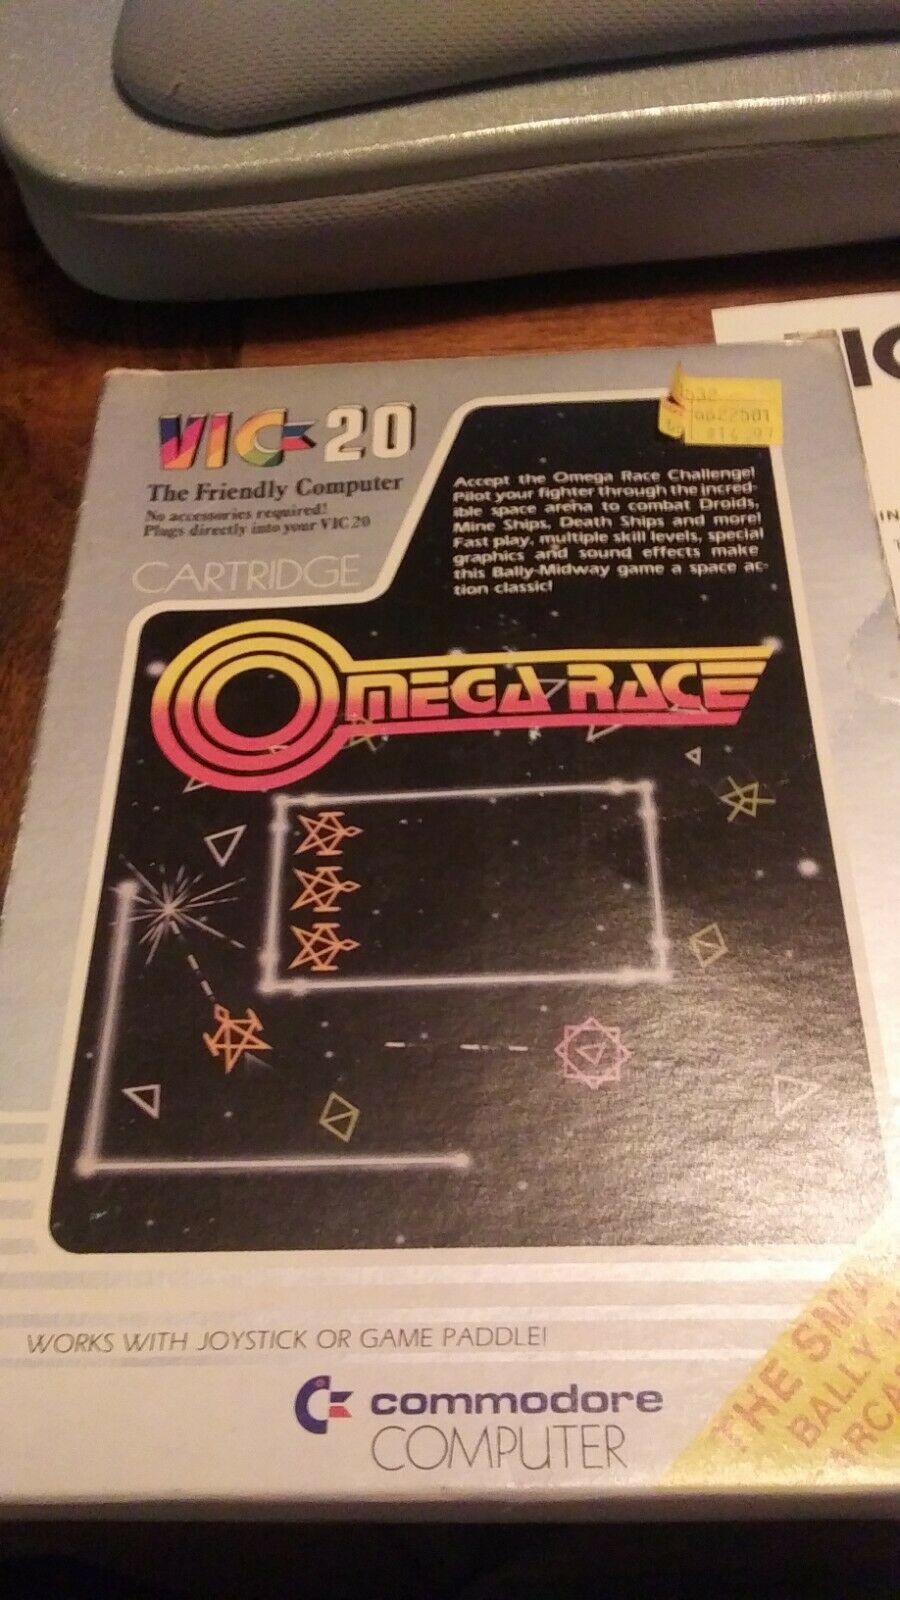 VIC-20
The Friendly Computer
No accessories required!
Plugs directly into your VIC 20
CARTRIDGE
6622501
Accept the Omega Race Challenge!
Pilot your fighter through the incred-
ible space arena to combat Droids,
Mine Ships, Death Ships and more!
Fast play, multiple skill levels, special
graphics and sound effects make
this Bally-Midway game a space ac-
tion classic!
OMEGA RACE
WORKS WITH JOYSTICK OR GAME PADDLE!
commodore
COMPUTER
THE
BALLY